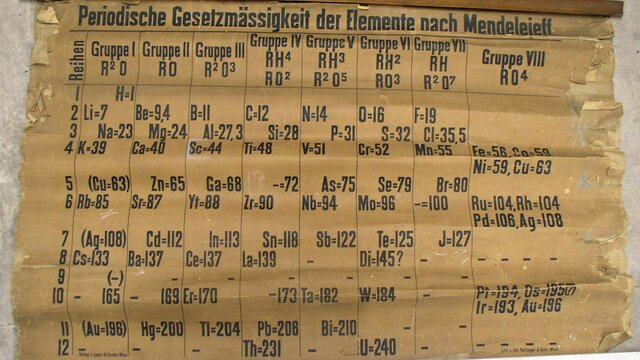 Periodische Gesetzmässigkeit der Elemente nach Mendelejeff.
Reihen Gruppe I Gruppe II Gruppe III Gruppe IV Gruppe V Gruppe VI Gruppe VII Gruppe VIII
RH⁴ RH³ RH² RH
R²O RO R²O³ RO² R²O⁵ RO³ R²O⁷ RO⁴
1 H=1
2 Li=7 Be=9,4 B=11 C=12 N=14 O=16 F=19
3 Na=23 Mg=24 Al=27,3 Si=28 P=31 S=32 Cl=35,5
4 K=39 Ca=40 Sc=44 Ti=48 V=51 Cr=52 Mn=55 Fe=56, Co=59
Ni=59, Cu=63
5 (Cu=63) Zn=65 Ga=68 -=72 As=75 Se=79 Br=80
6 Rb=85 Sr=87 Yt=88 Zr=90 Nb=94 Mo=96 -=100 Ru=104, Rh=104
Pd=106, Ag=108
7 (Ag=108) Cd=112 In=113 Sn=118 Sb=122 Te=125 J=127
8 Cs=133 Ba=137 Ce=137 La=139 - Di=145? - -
9 (-) - - - - - -
10 - 165 - 169 Er=170 -173 Ta=182 W=184 - Pt=194, Os=195(?)
Ir=193, Au=196
11 (Au=196) Hg=200 Tl=204 Pb=206 Bi=210 - -
12 - - - Th=231 - U=240 - -